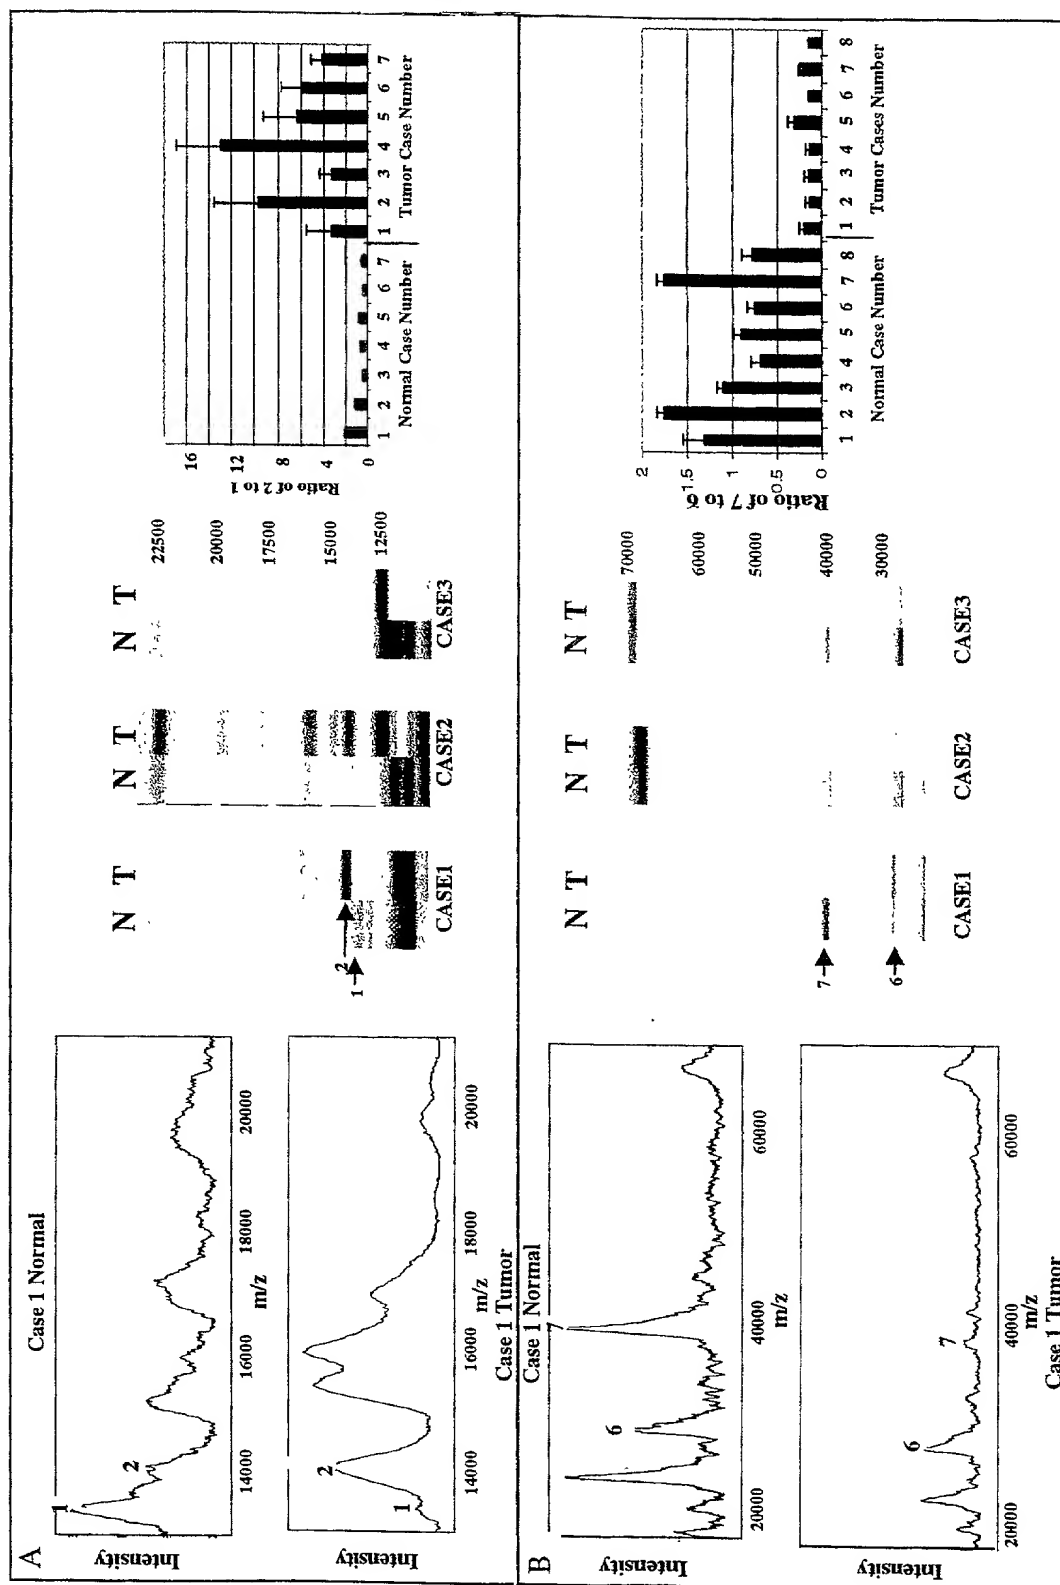 A
Case 1 Normal
Intensity
1
2
14000
16000
18000
20000
m/z
Intensity
1
2
14000
16000
18000
20000
m/z
Case 1 Tumor
N T
N T
N T
1
2
CASE1
CASE2
CASE3
22500
20000
17500
15000
12500
Ratio of 2 to 1
16
12
8
4
0
1 2 3 4 5 6 7
1 2 3 4 5 6 7
Normal Case Number
Tumor Case Number
B
Case 1 Normal
Intensity
6
7
20000
40000
60000
m/z
Intensity
6
7
20000
40000
60000
m/z
Case 1 Tumor
N T
N T
N T
7
6
CASE1
CASE2
CASE3
70000
60000
50000
40000
30000
Ratio of 7 to 6
2
1.5
1
0.5
0
1 2 3 4 5 6 7 8
1 2 3 4 5 6 7 8
Normal Case Number
Tumor Cases Number